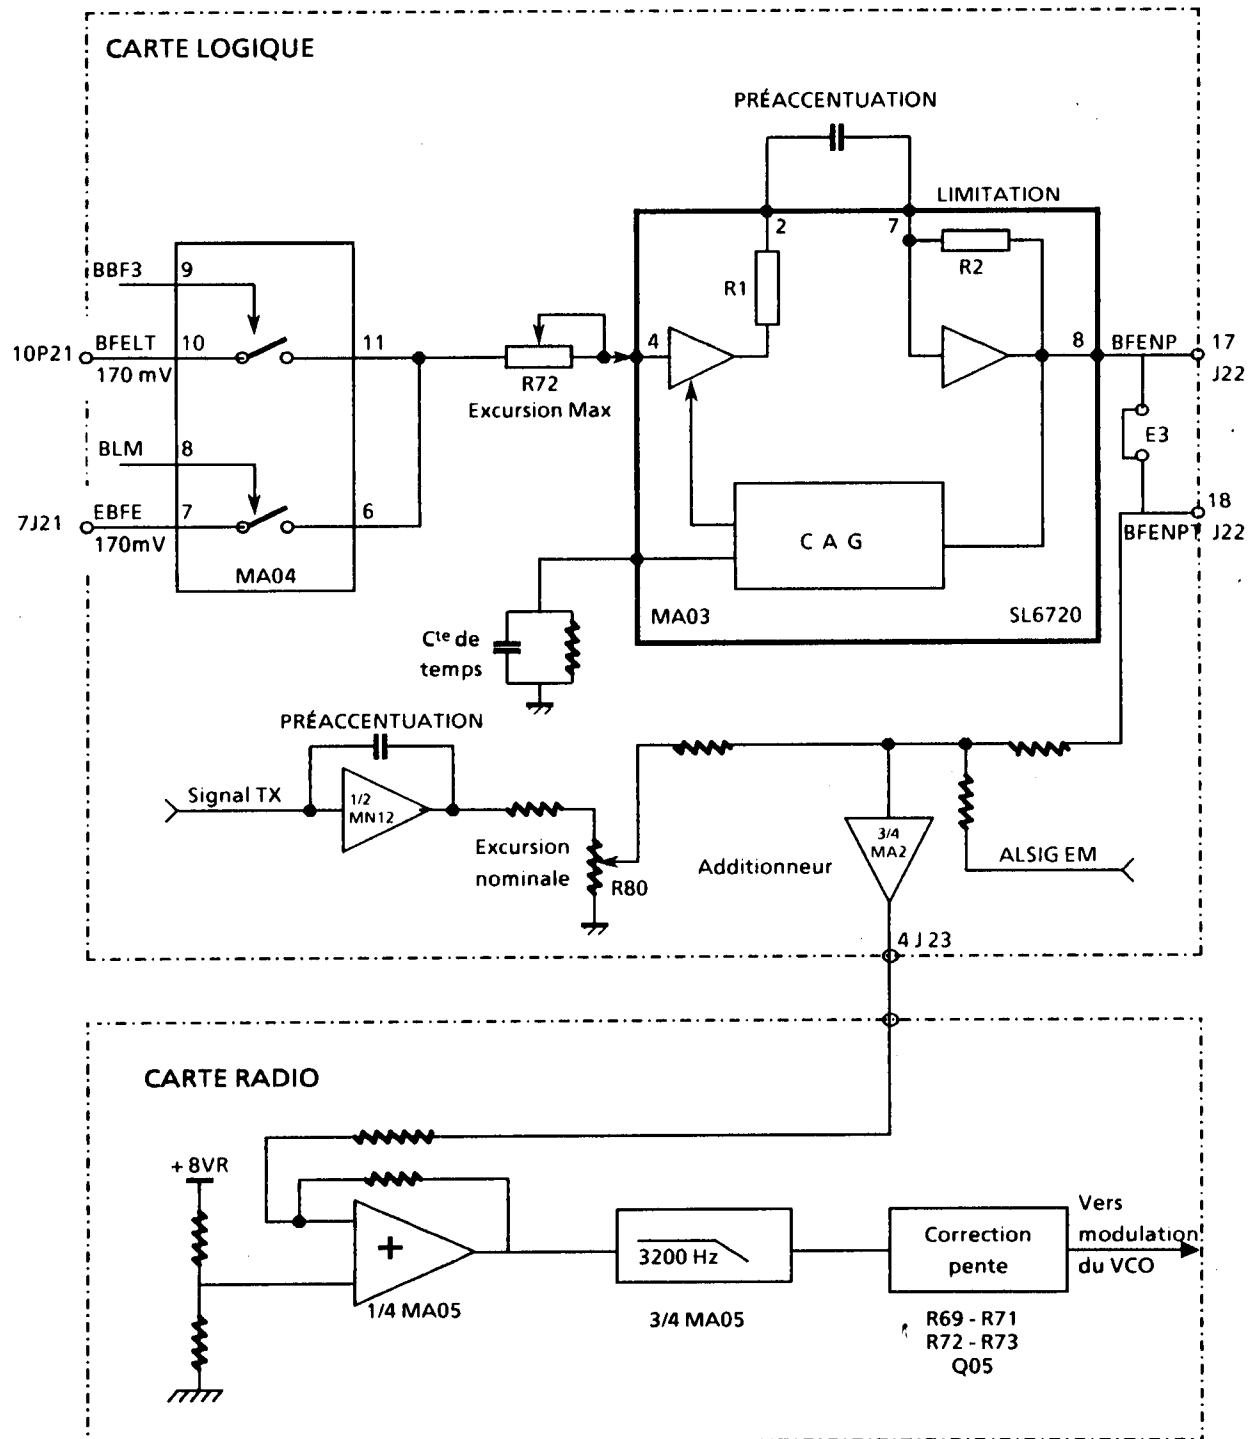 CARTE LOGIQUE
PRÉACCENTUATION
LIMITATION
2
7
R2
R1
BBF3
9
10P21
BFELT
10
11
170 mV
R72
Excursion Max
4
8
BFENP
17
J22
E3
BLM
8
7J21
EBFE
7
6
170mV
MA04
C A G
18
BFENPT
J22
MA03
SL6720
Cte de
temps
PRÉACCENTUATION
Signal TX
1/2
MN12
Excursion
nominale
R80
Additionneur
3/4
MA2
ALSIG EM
4 J 23
CARTE RADIO
+ 8VR
+
1/4 MA05
3200 Hz
3/4 MA05
Correction
pente
Vers
modulation
du VCO
R69 - R71
R72 - R73
Q05